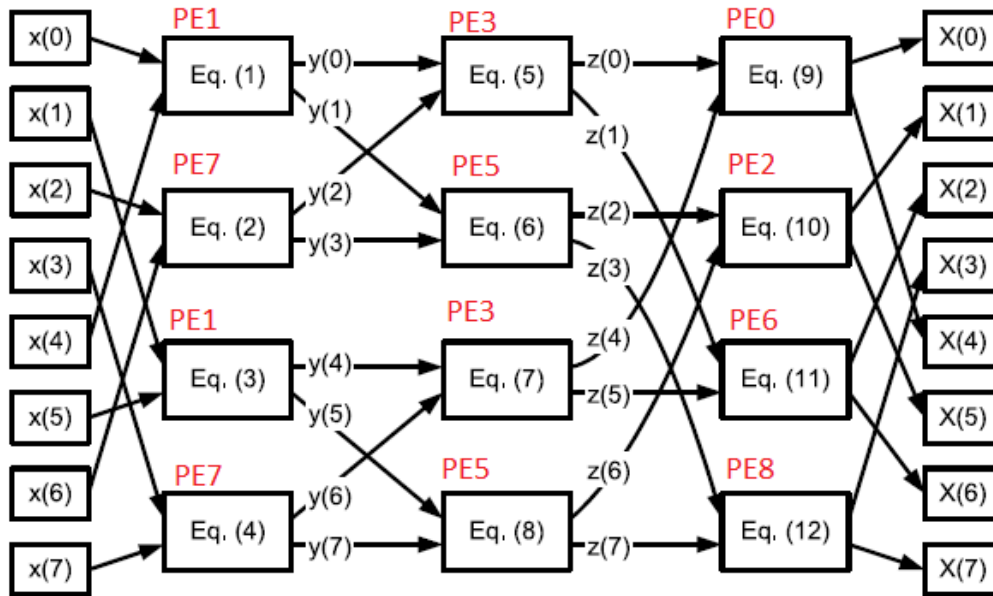 PE1 PE3 PE0
x(0) Eq. (1) y(0) Eq. (5) z(0) Eq. (9) X(0)
x(1) y(1) z(1) X(1)
PE7 PE5 PE2
x(2) Eq. (2) y(2) Eq. (6) z(2) Eq. (10) X(2)
x(3) y(3) z(3) X(3)
PE1 PE3 PE6
x(4) Eq. (3) y(4) Eq. (7) z(4) Eq. (11) X(4)
x(5) y(5) z(5) X(5)
PE7 PE5 PE8
x(6) Eq. (4) y(6) Eq. (8) z(6) Eq. (12) X(6)
x(7) y(7) z(7) X(7)